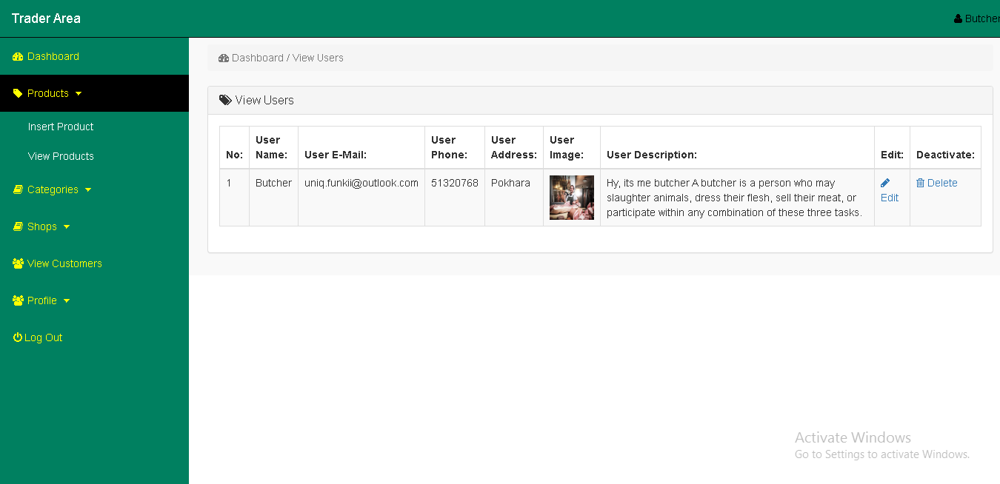 Trader Area
Butcher
Dashboard
Products
Insert Product
View Products
Categories
Shops
View Customers
Profile
Log Out
Dashboard / View Users
View Users
No:
User
Name:
User E-Mail:
User
Phone:
User
Address:
User
Image:
User Description:
Edit:
Deactivate:
1
Butcher
uniq.funkii@outlook.com
51320768
Pokhara
Hy, its me butcher A butcher is a person who may
slaughter animals, dress their flesh, sell their meat, or
participate within any combination of these three tasks.
Edit
Delete
Activate Windows
Go to Settings to activate Windows.